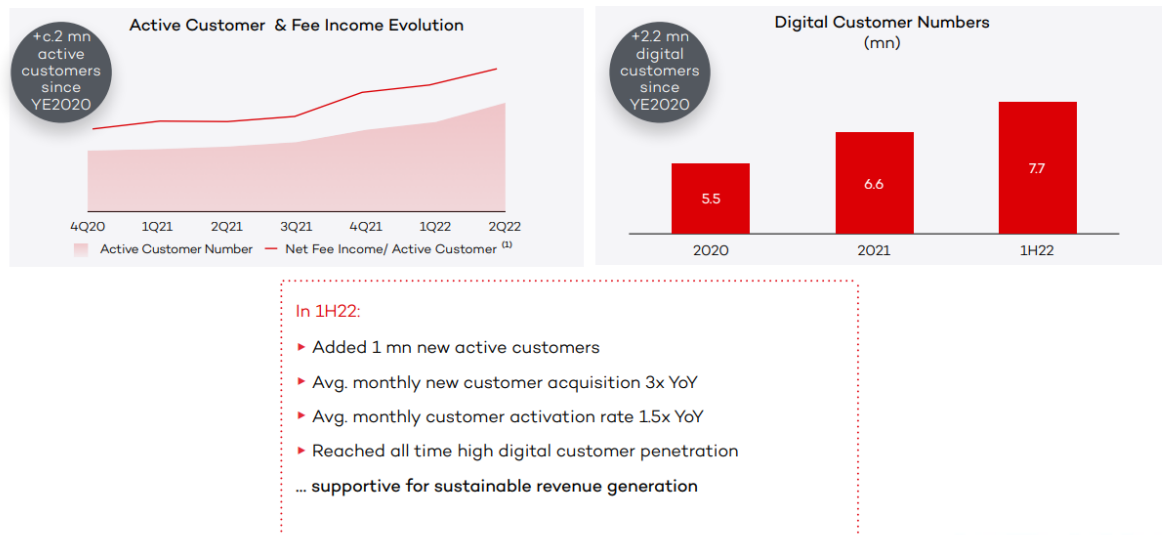 Active Customer & Fee Income Evolution
+c.2 mn
active
customers
since
YE2020
4Q20 1Q21 2Q21 3Q21 4Q21 1Q22 2Q22
Active Customer Number Net Fee Income/ Active Customer (1)
Digital Customer Numbers
(mn)
+2.2 mn
digital
customers
since
YE2020
5.5
6.6
7.7
2020 2021 1H22
In 1H22:
Added 1 mn new active customers
Avg. monthly new customer acquisition 3x YoY
Avg. monthly customer activation rate 1.5x YoY
Reached all time high digital customer penetration
... supportive for sustainable revenue generation